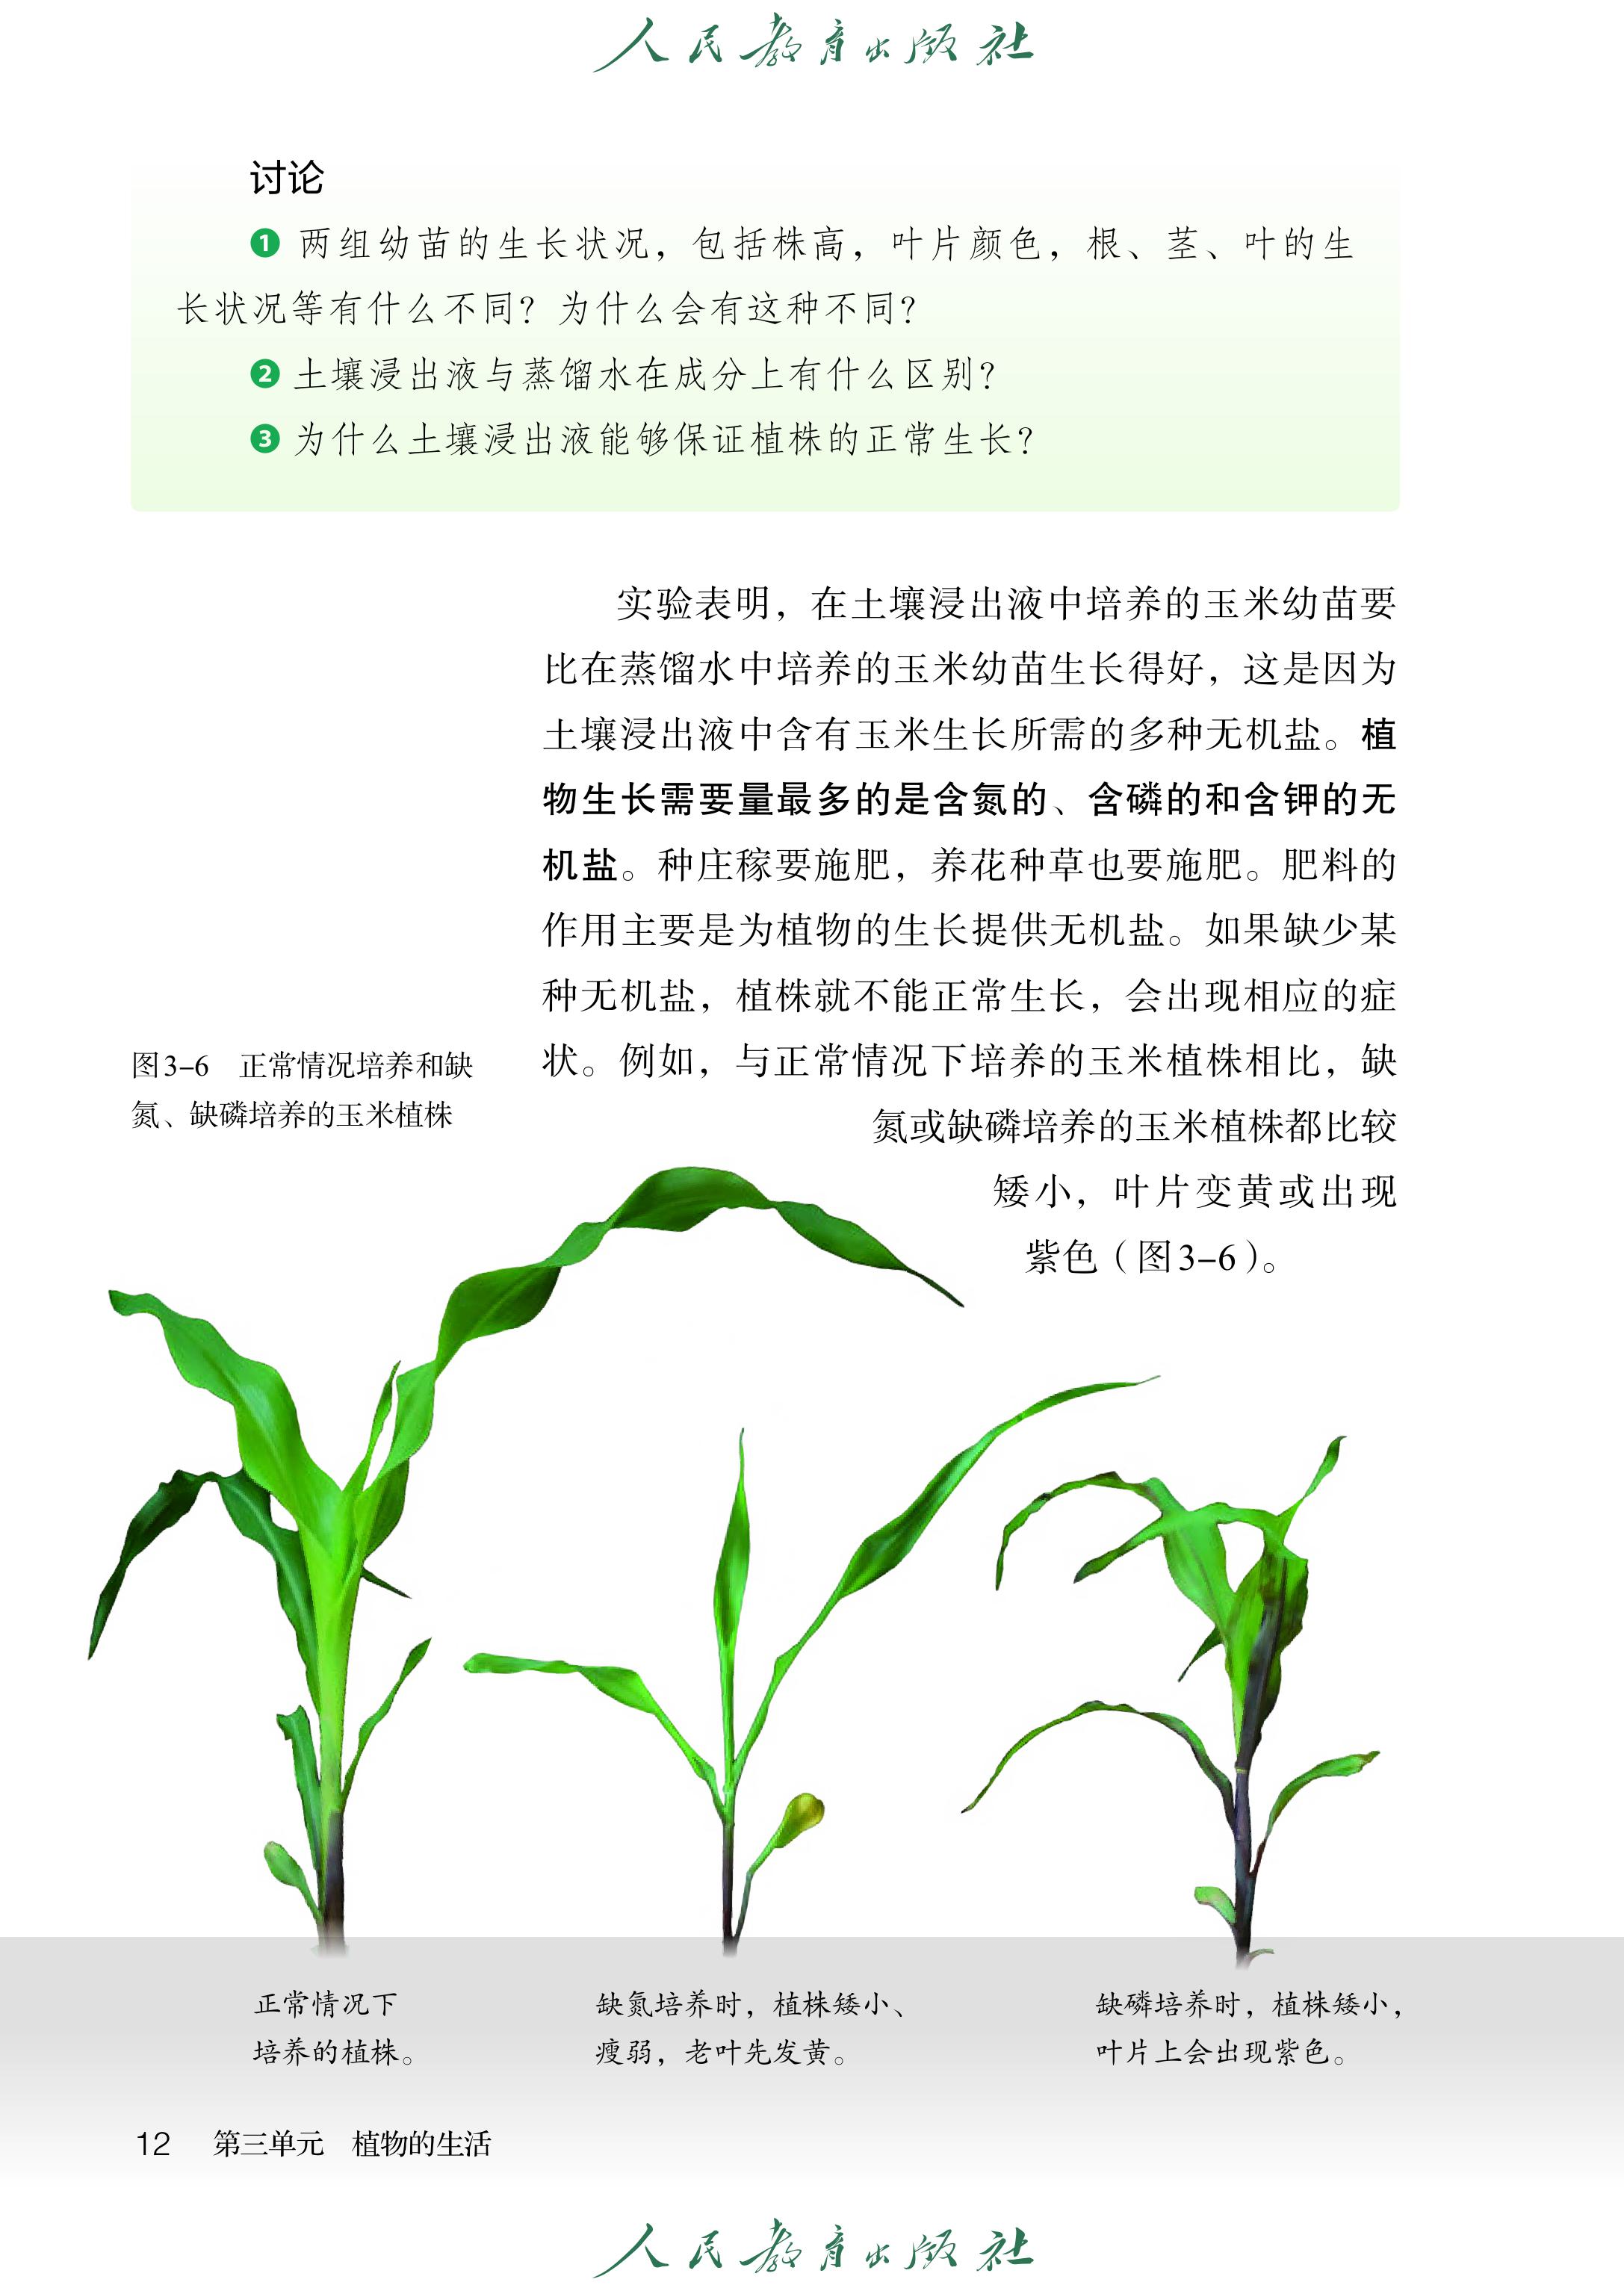 人民教育出版社
讨论
❶ 两组幼苗的生长状况，包括株高，叶片颜色，根、茎、叶的生
长状况等有什么不同？为什么会有这种不同？
❷ 土壤浸出液与蒸馏水在成分上有什么区别？
❸ 为什么土壤浸出液能够保证植株的正常生长？
实验表明，在土壤浸出液中培养的玉米幼苗要
比在蒸馏水中培养的玉米幼苗生长得好，这是因为
土壤浸出液中含有玉米生长所需的多种无机盐。植
物生长需要量最多的是含氮的、含磷的和含钾的无
机盐。种庄稼要施肥，养花种草也要施肥。肥料的
作用主要是为植物的生长提供无机盐。如果缺少某
种无机盐，植株就不能正常生长，会出现相应的症
状。例如，与正常情况下培养的玉米植株相比，缺
氮或缺磷培养的玉米植株都比较
矮小，叶片变黄或出现
紫色（图3-6）。
图3-6 正常情况培养和缺
氮、缺磷培养的玉米植株
正常情况下
培养的植株。
缺氮培养时，植株矮小、
瘦弱，老叶先发黄。
缺磷培养时，植株矮小，
叶片上会出现紫色。
12 第三单元 植物的生活
人民教育出版社